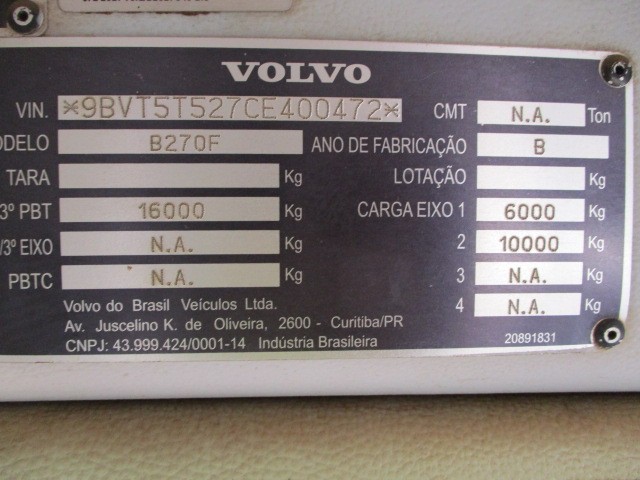 VOLVO
VIN. *9BVT5T527CE400472* CMT N.A. Ton
ODELO B270F ANO DE FABRICAÇÃO B
TARA Kg LOTAÇÃO Kg
3º PBT 16000 Kg CARGA EIXO 1 6000 Kg
/3º EIXO N.A. Kg 2 10000 Kg
PBTC N.A. Kg 3 N.A. Kg
4 N.A. Kg
Volvo do Brasil Veículos Ltda.
Av. Juscelino K. de Oliveira, 2600 - Curitiba/PR
CNPJ: 43.999.424/0001-14 Indústria Brasileira 20891831